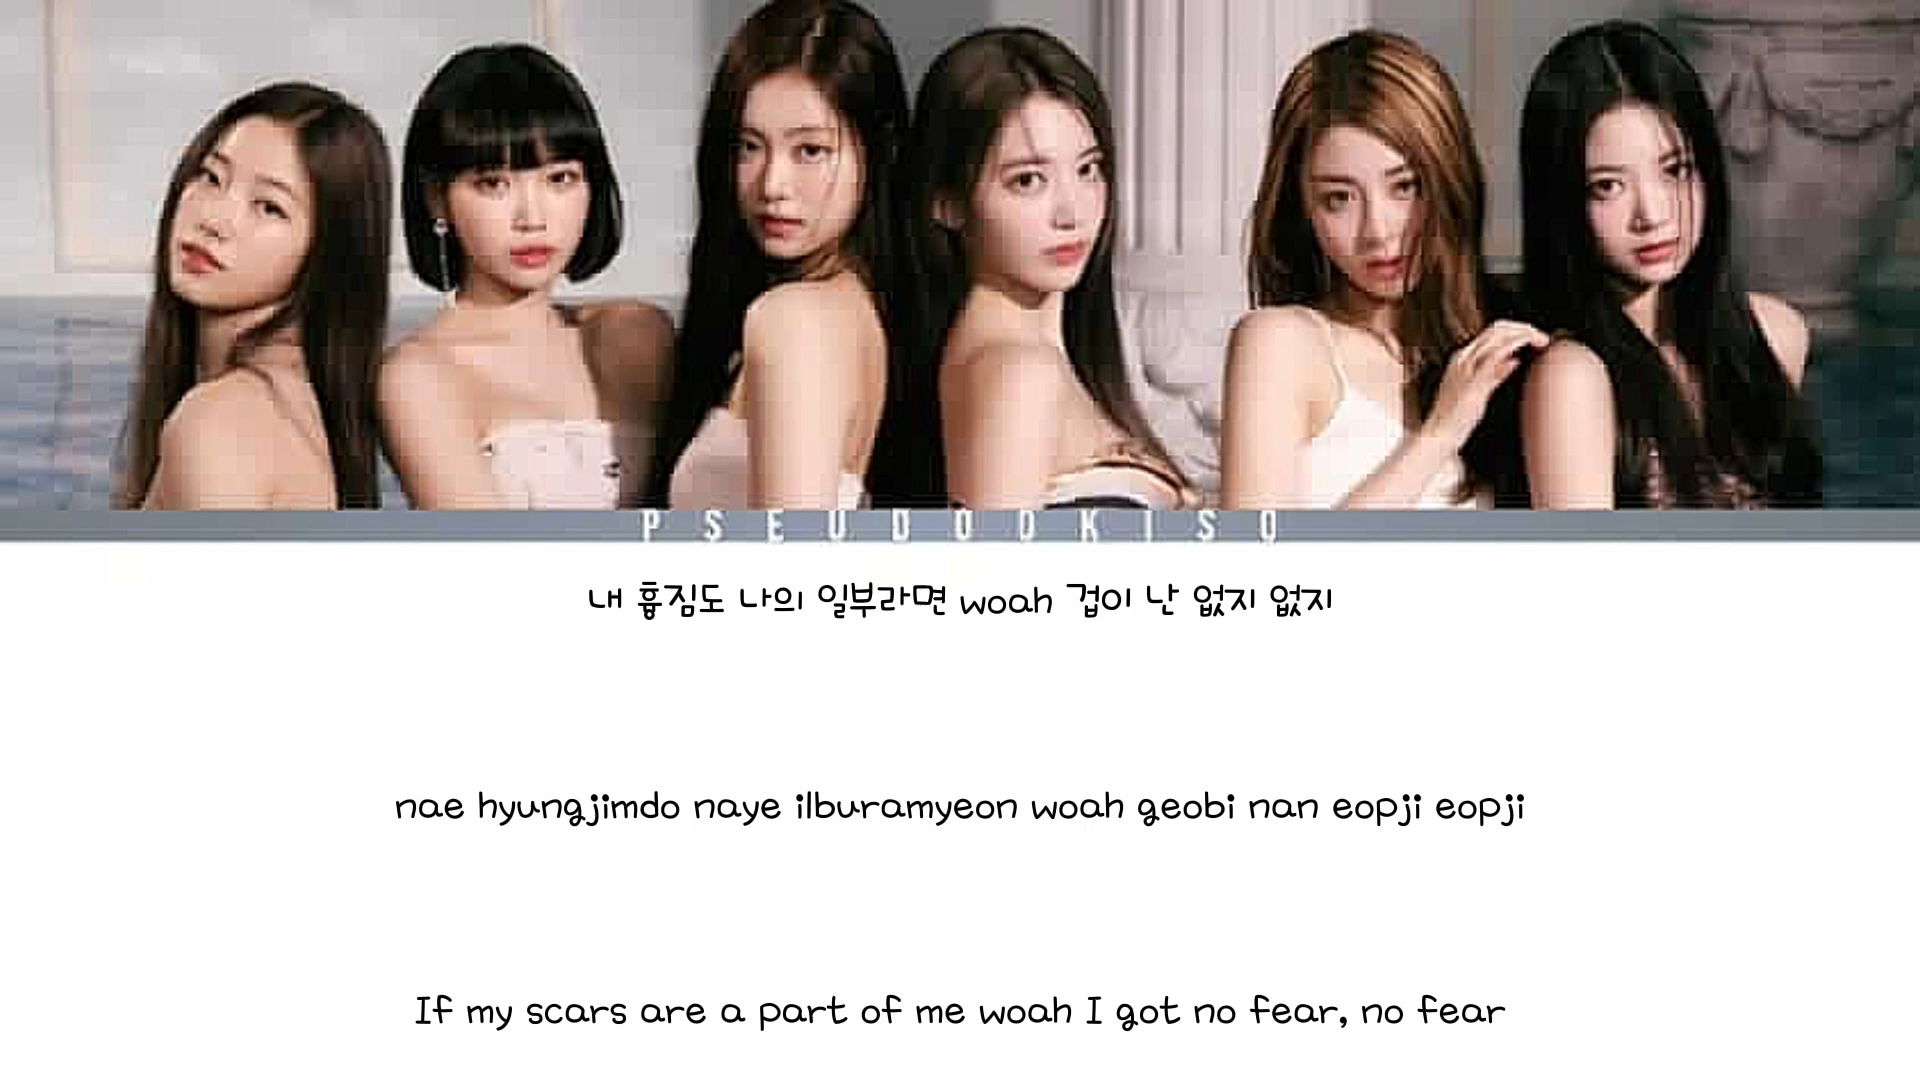 PSEUDODKISO
내 흉짐도 나의 일부라면 woah 겁이 난 없지 없지
nae hyungjimdo naye ilburamyeon woah geobi nan eopji eopji
If my scars are a part of me woah I got no fear, no fear